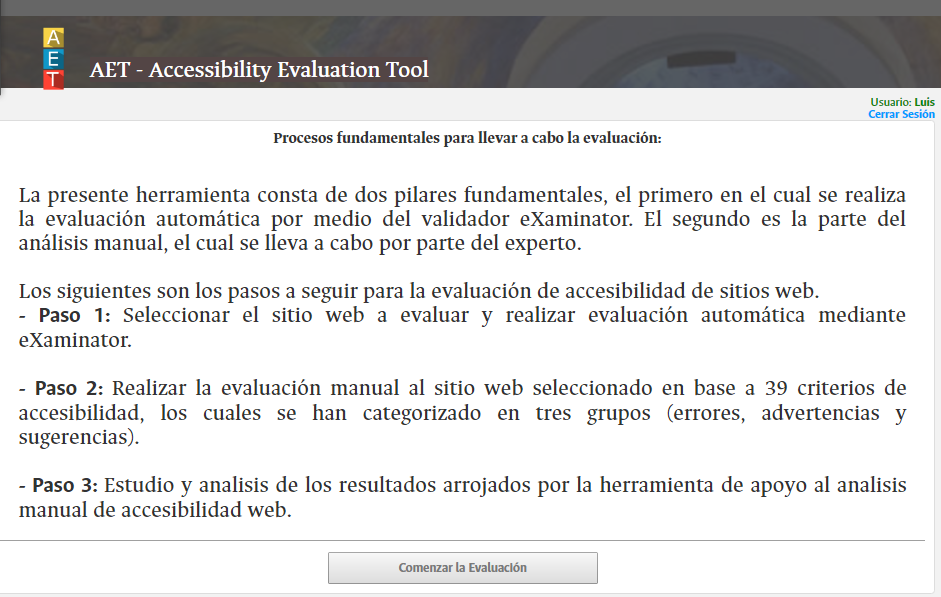 A
E
T
AET - Accessibility Evaluation Tool
Usuario: Luis
Cerrar Sesión
Procesos fundamentales para llevar a cabo la evaluación:
La presente herramienta consta de dos pilares fundamentales, el primero en el cual se realiza
la evaluación automática por medio del validador eXaminator. El segundo es la parte del
análisis manual, el cual se lleva a cabo por parte del experto.
Los siguientes son los pasos a seguir para la evaluación de accesibilidad de sitios web.
- Paso 1: Seleccionar el sitio web a evaluar y realizar evaluación automática mediante
eXaminator.
- Paso 2: Realizar la evaluación manual al sitio web seleccionado en base a 39 criterios de
accesibilidad, los cuales se han categorizado en tres grupos (errores, advertencias y
sugerencias).
- Paso 3: Estudio y analisis de los resultados arrojados por la herramienta de apoyo al analisis
manual de accesibilidad web.
Comenzar la Evaluación